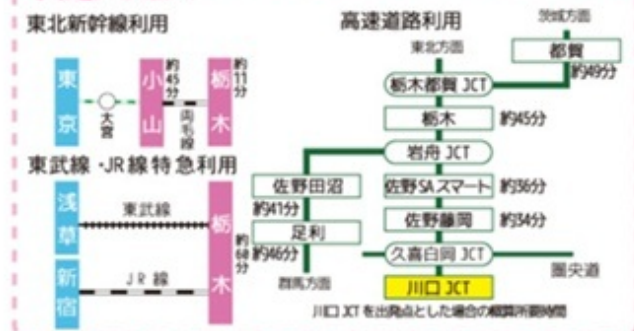 東北新幹線利用
東京
大宮
小山
約45分
両毛線
栃木
約11分
東武線・JR線特急利用
浅草
東武線
新宿
JR線
栃木
約60分
高速道路利用
東北方面
茨城方面
都賀
約49分
栃木都賀JCT
栃木
約45分
岩舟JCT
佐野田沼
約41分
足利
約46分
群馬方面
佐野SAスマート
約36分
佐野藤岡
約34分
久喜白岡JCT
圏央道
川口JCT
川口JCTを出発点とした場合の概算所要時間